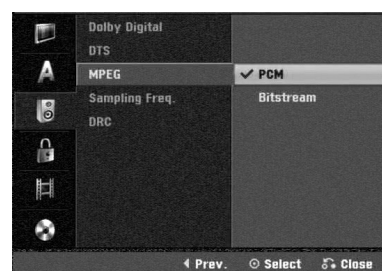 Dolby Digital
DTS
MPEG
✓ PCM
Sampling Freq.
Bitstream
DRC
A
Prev. Select Close